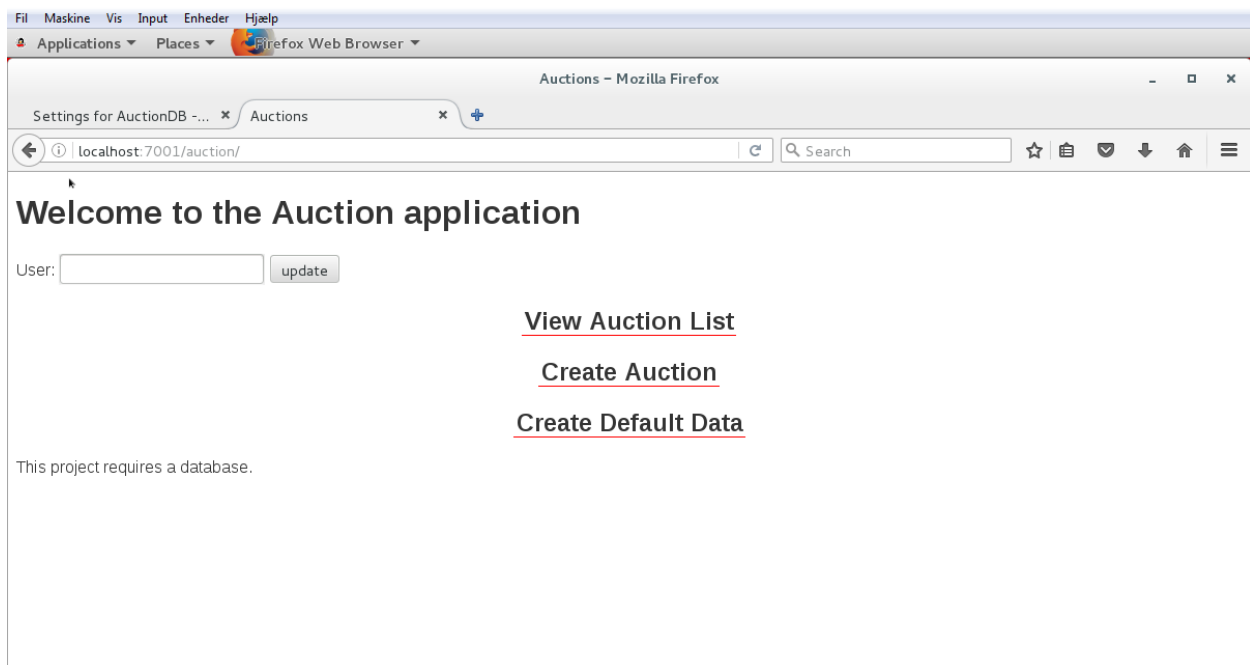 Fil Maskine Vis Input Enheder Hjælp
Applications Places Firefox Web Browser
Auctions – Mozilla Firefox
Settings for AuctionDB -... Auctions
localhost:7001/auction/ Search
Welcome to the Auction application
User: update
View Auction List
Create Auction
Create Default Data
This project requires a database.